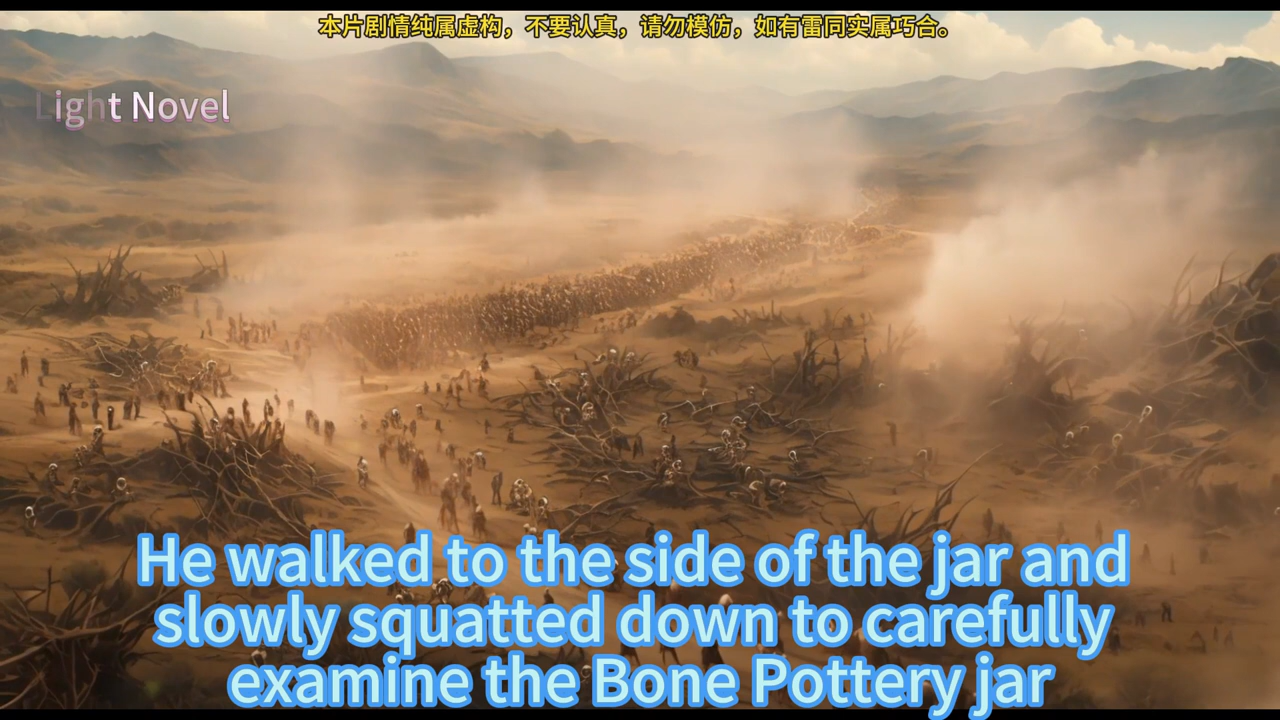 本片剧情纯属虚构，不要认真，请勿模仿，如有雷同实属巧合。
Light Novel
He walked to the side of the jar and
slowly squatted down to carefully
examine the Bone Pottery jar